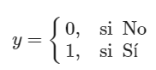 y = { 0, si No
1, si Sí